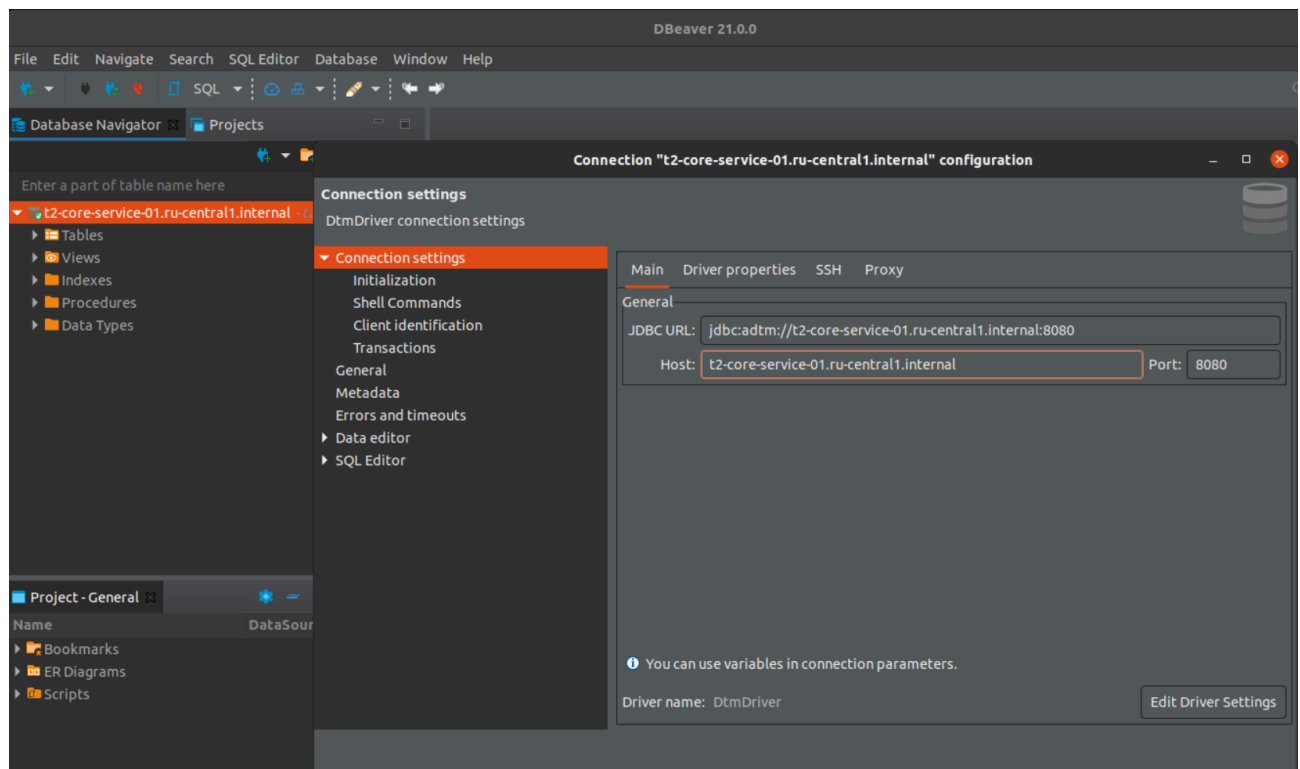 DBeaver 21.0.0
File Edit Navigate Search SQL Editor Database Window Help
SQL
Database Navigator Projects
Enter a part of table name here
t2-core-service-01.ru-central1.internal
Tables
Views
Indexes
Procedures
Data Types
Project - General
Name DataSour
Bookmarks
ER Diagrams
Scripts
Connection "t2-core-service-01.ru-central1.internal" configuration
Connection settings
DtmDriver connection settings
Connection settings
Initialization
Shell Commands
Client identification
Transactions
General
Metadata
Errors and timeouts
Data editor
SQL Editor
Main Driver properties SSH Proxy
General
JDBC URL: jdbc:adtm://t2-core-service-01.ru-central1.internal:8080
Host: t2-core-service-01.ru-central1.internal Port: 8080
You can use variables in connection parameters.
Driver name: DtmDriver Edit Driver Settings